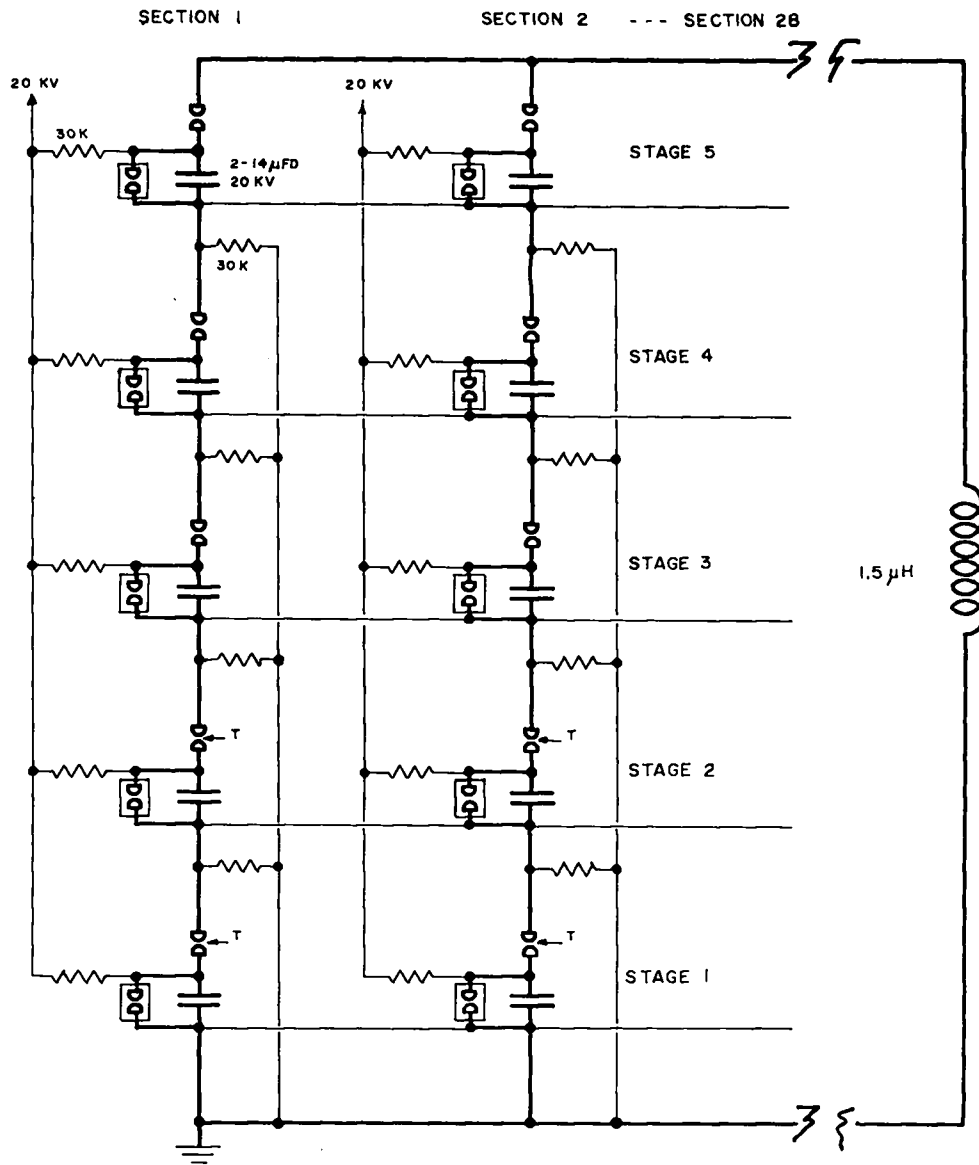 SECTION 1
SECTION 2 --- SECTION 28
20 KV
20 KV
30K
2-14μFD
20 KV
STAGE 5
30K
STAGE 4
STAGE 3
1.5 μH
T
T
STAGE 2
T
T
STAGE 1